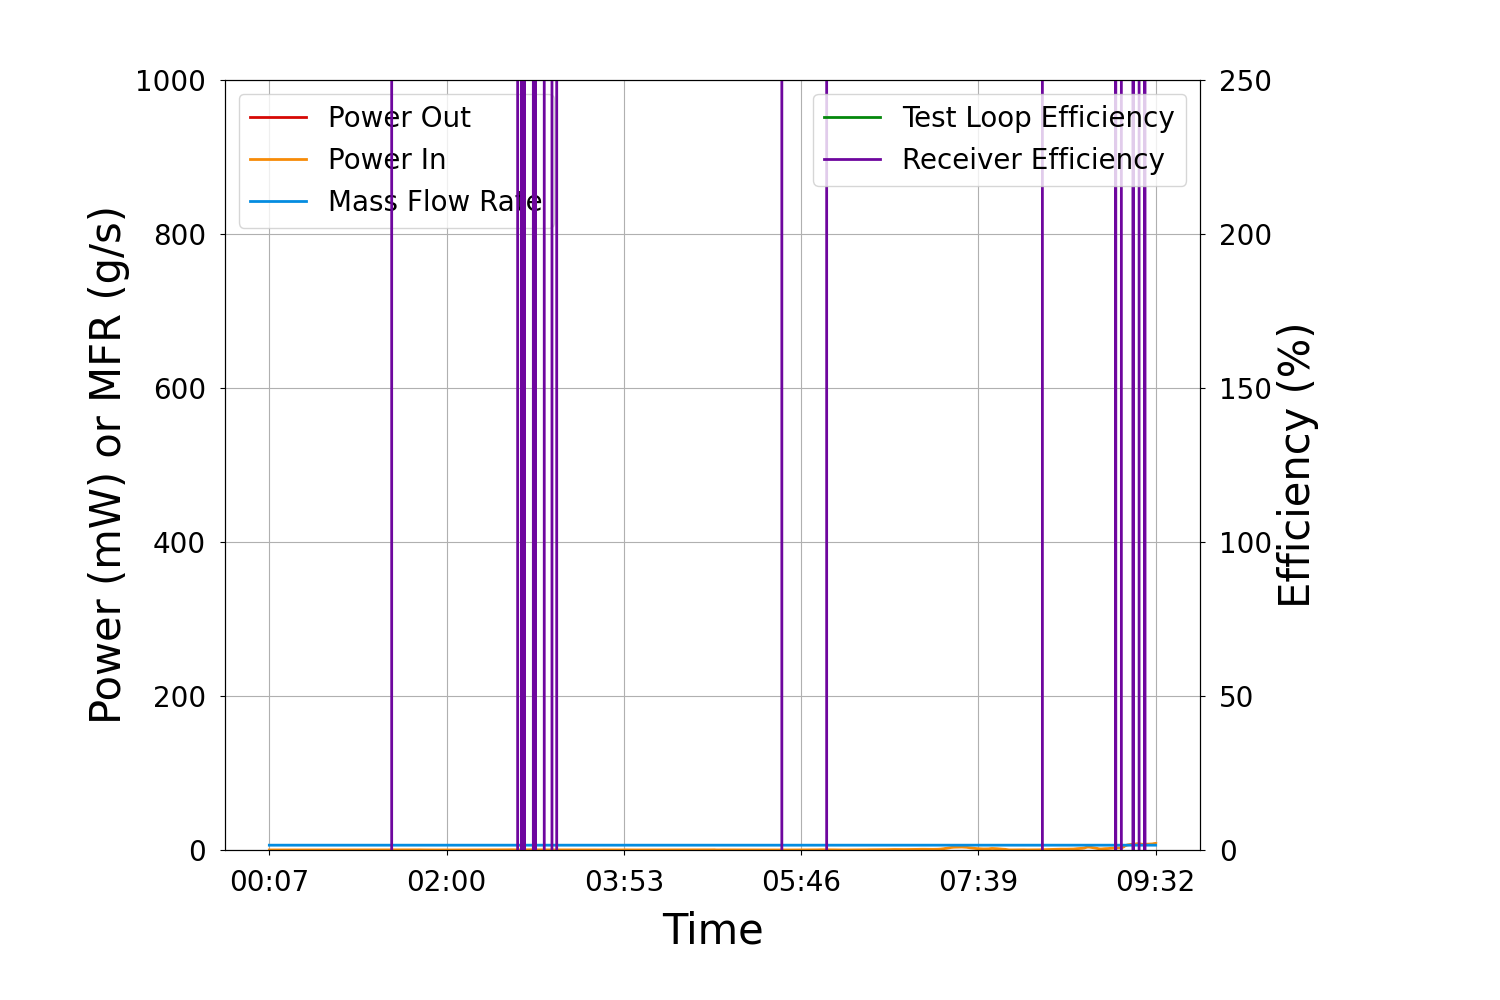 1000
800
600
400
200
0
Power (mW) or MFR (g/s)
Power Out
Power In
Mass Flow Rate
Test Loop Efficiency
Receiver Efficiency
250
200
150
100
50
0
Efficiency (%)
00:07 02:00 03:53 05:46 07:39 09:32
Time